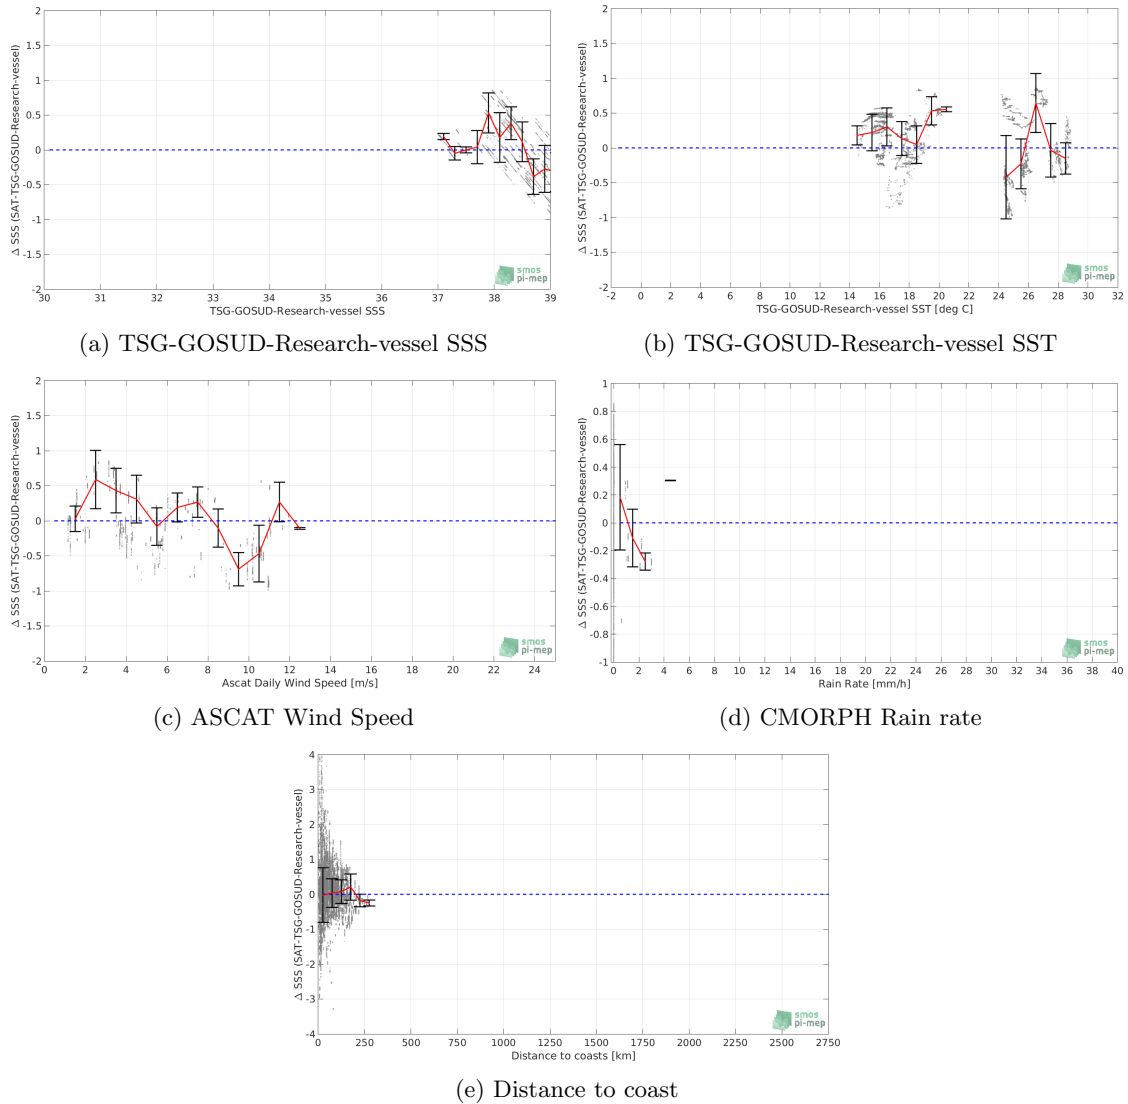 2
1.5
1
0.5
0
-0.5
-1
-1.5
-2
Δ SSS (SAT-TSG-GOSUD-Research-vessel)
30 31 32 33 34 35 36 37 38 39
TSG-GOSUD-Research-vessel SSS
smos
pi-mep
(a) TSG-GOSUD-Research-vessel SSS
2
1.5
1
0.5
0
-0.5
-1
-1.5
-2
Δ SSS (SAT-TSG-GOSUD-Research-vessel)
-2 0 2 4 6 8 10 12 14 16 18 20 22 24 26 28 30 32
TSG-GOSUD-Research-vessel SST [deg C]
smos
pi-mep
(b) TSG-GOSUD-Research-vessel SST
2
1.5
1
0.5
0
-0.5
-1
-1.5
-2
Δ SSS (SAT-TSG-GOSUD-Research-vessel)
2 4 6 8 10 12 14 16 18 20 22 24
Ascat Daily Wind Speed [m/s]
smos
pi-mep
(c) ASCAT Wind Speed
1
0.8
0.6
0.4
0.2
0
-0.2
-0.4
-0.6
-0.8
-1
Δ SSS (SAT-TSG-GOSUD-Research-vessel)
0 2 4 6 8 10 12 14 16 18 20 22 24 26 28 30 32 34 36 38 40
Rain Rate [mm/h]
smos
pi-mep
(d) CMORPH Rain rate
4
3
2
1
0
-1
-2
-3
-4
Δ SSS (SAT-TSG-GOSUD-Research-vessel)
0 250 500 750 1000 1250 1500 1750 2000 2250 2500 2750
Distance to coasts [km]
smos
pi-mep
(e) Distance to coast